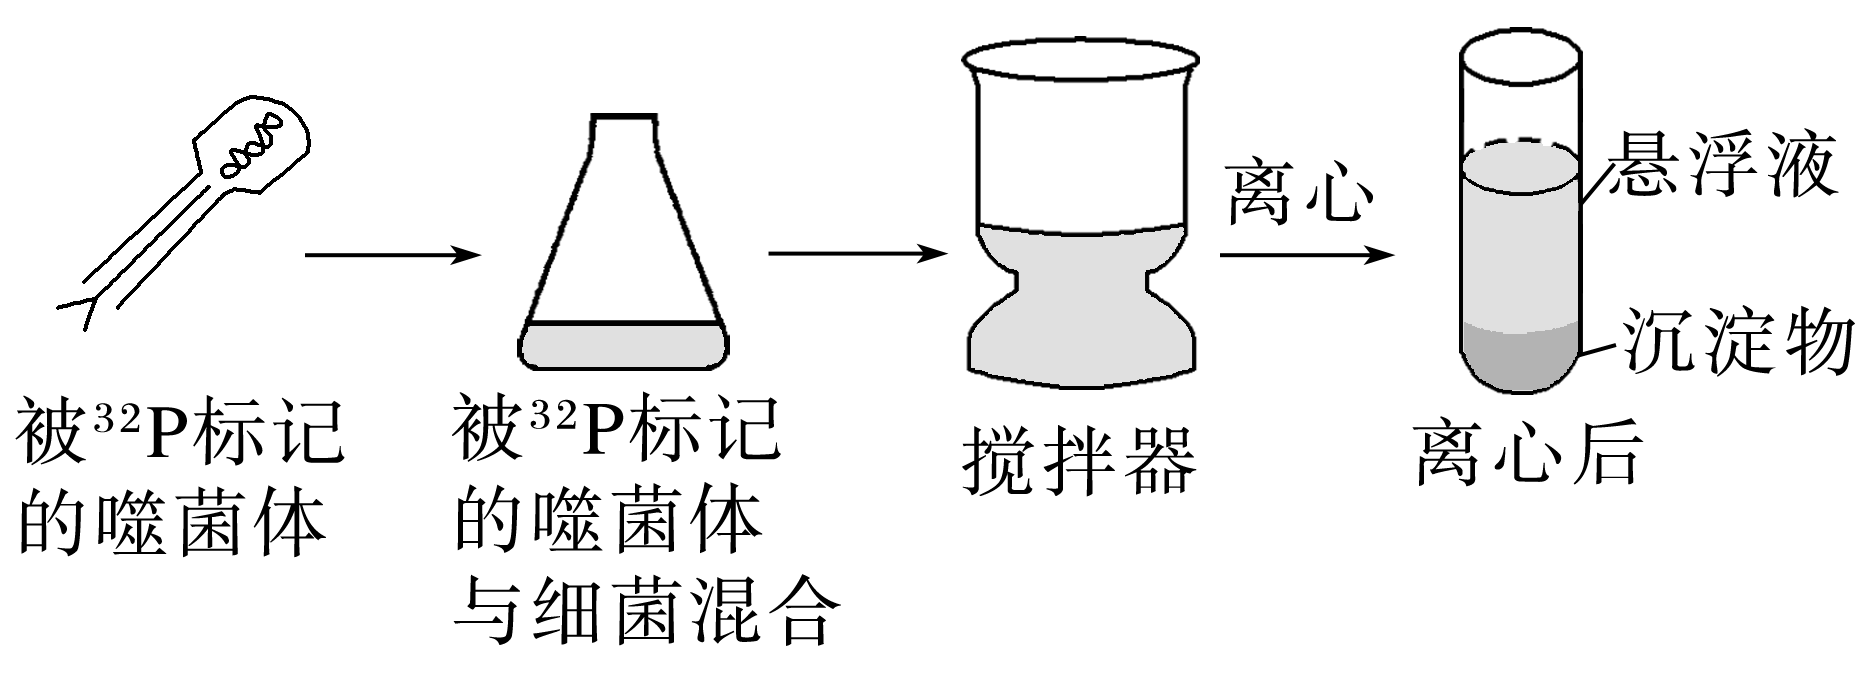 被³²P标记
的噬菌体
被³²P标记
的噬菌体
与细菌混合
搅拌器
离心
悬浮液
沉淀物
离心后